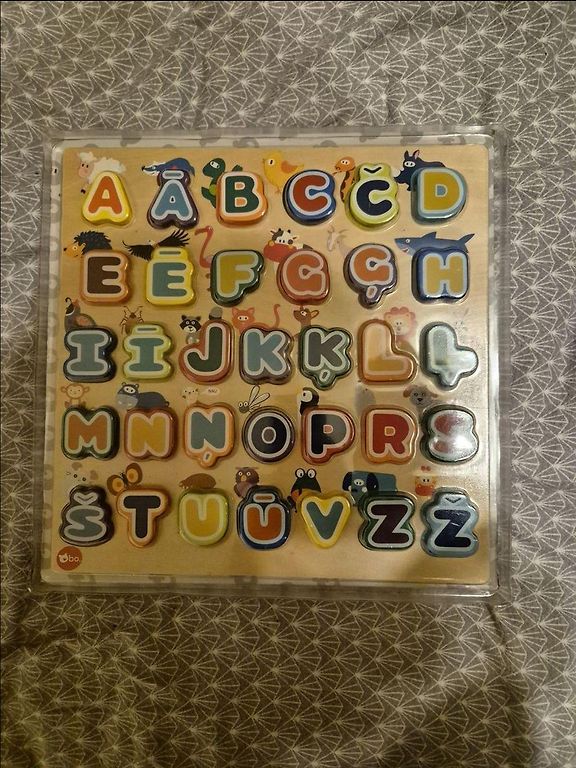 A Ā B C Č D
E Ē F G Ģ H
I Ī J K Ķ L Ļ
M N Ņ O P R S
Š T U Ū V Z Ž
bo.